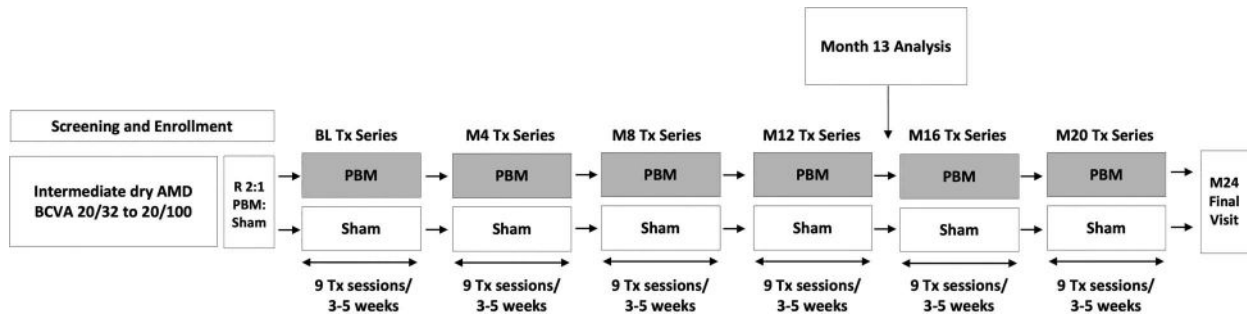 Month 13 Analysis
Screening and Enrollment
BL Tx Series
M4 Tx Series
M8 Tx Series
M12 Tx Series
M16 Tx Series
M20 Tx Series
Intermediate dry AMD
BCVA 20/32 to 20/100
R 2:1
PBM:
Sham
PBM
PBM
PBM
PBM
PBM
PBM
Sham
Sham
Sham
Sham
Sham
Sham
M24
Final
Visit
9 Tx sessions/
3-5 weeks
9 Tx sessions/
3-5 weeks
9 Tx sessions/
3-5 weeks
9 Tx sessions/
3-5 weeks
9 Tx sessions/
3-5 weeks
9 Tx sessions/
3-5 weeks